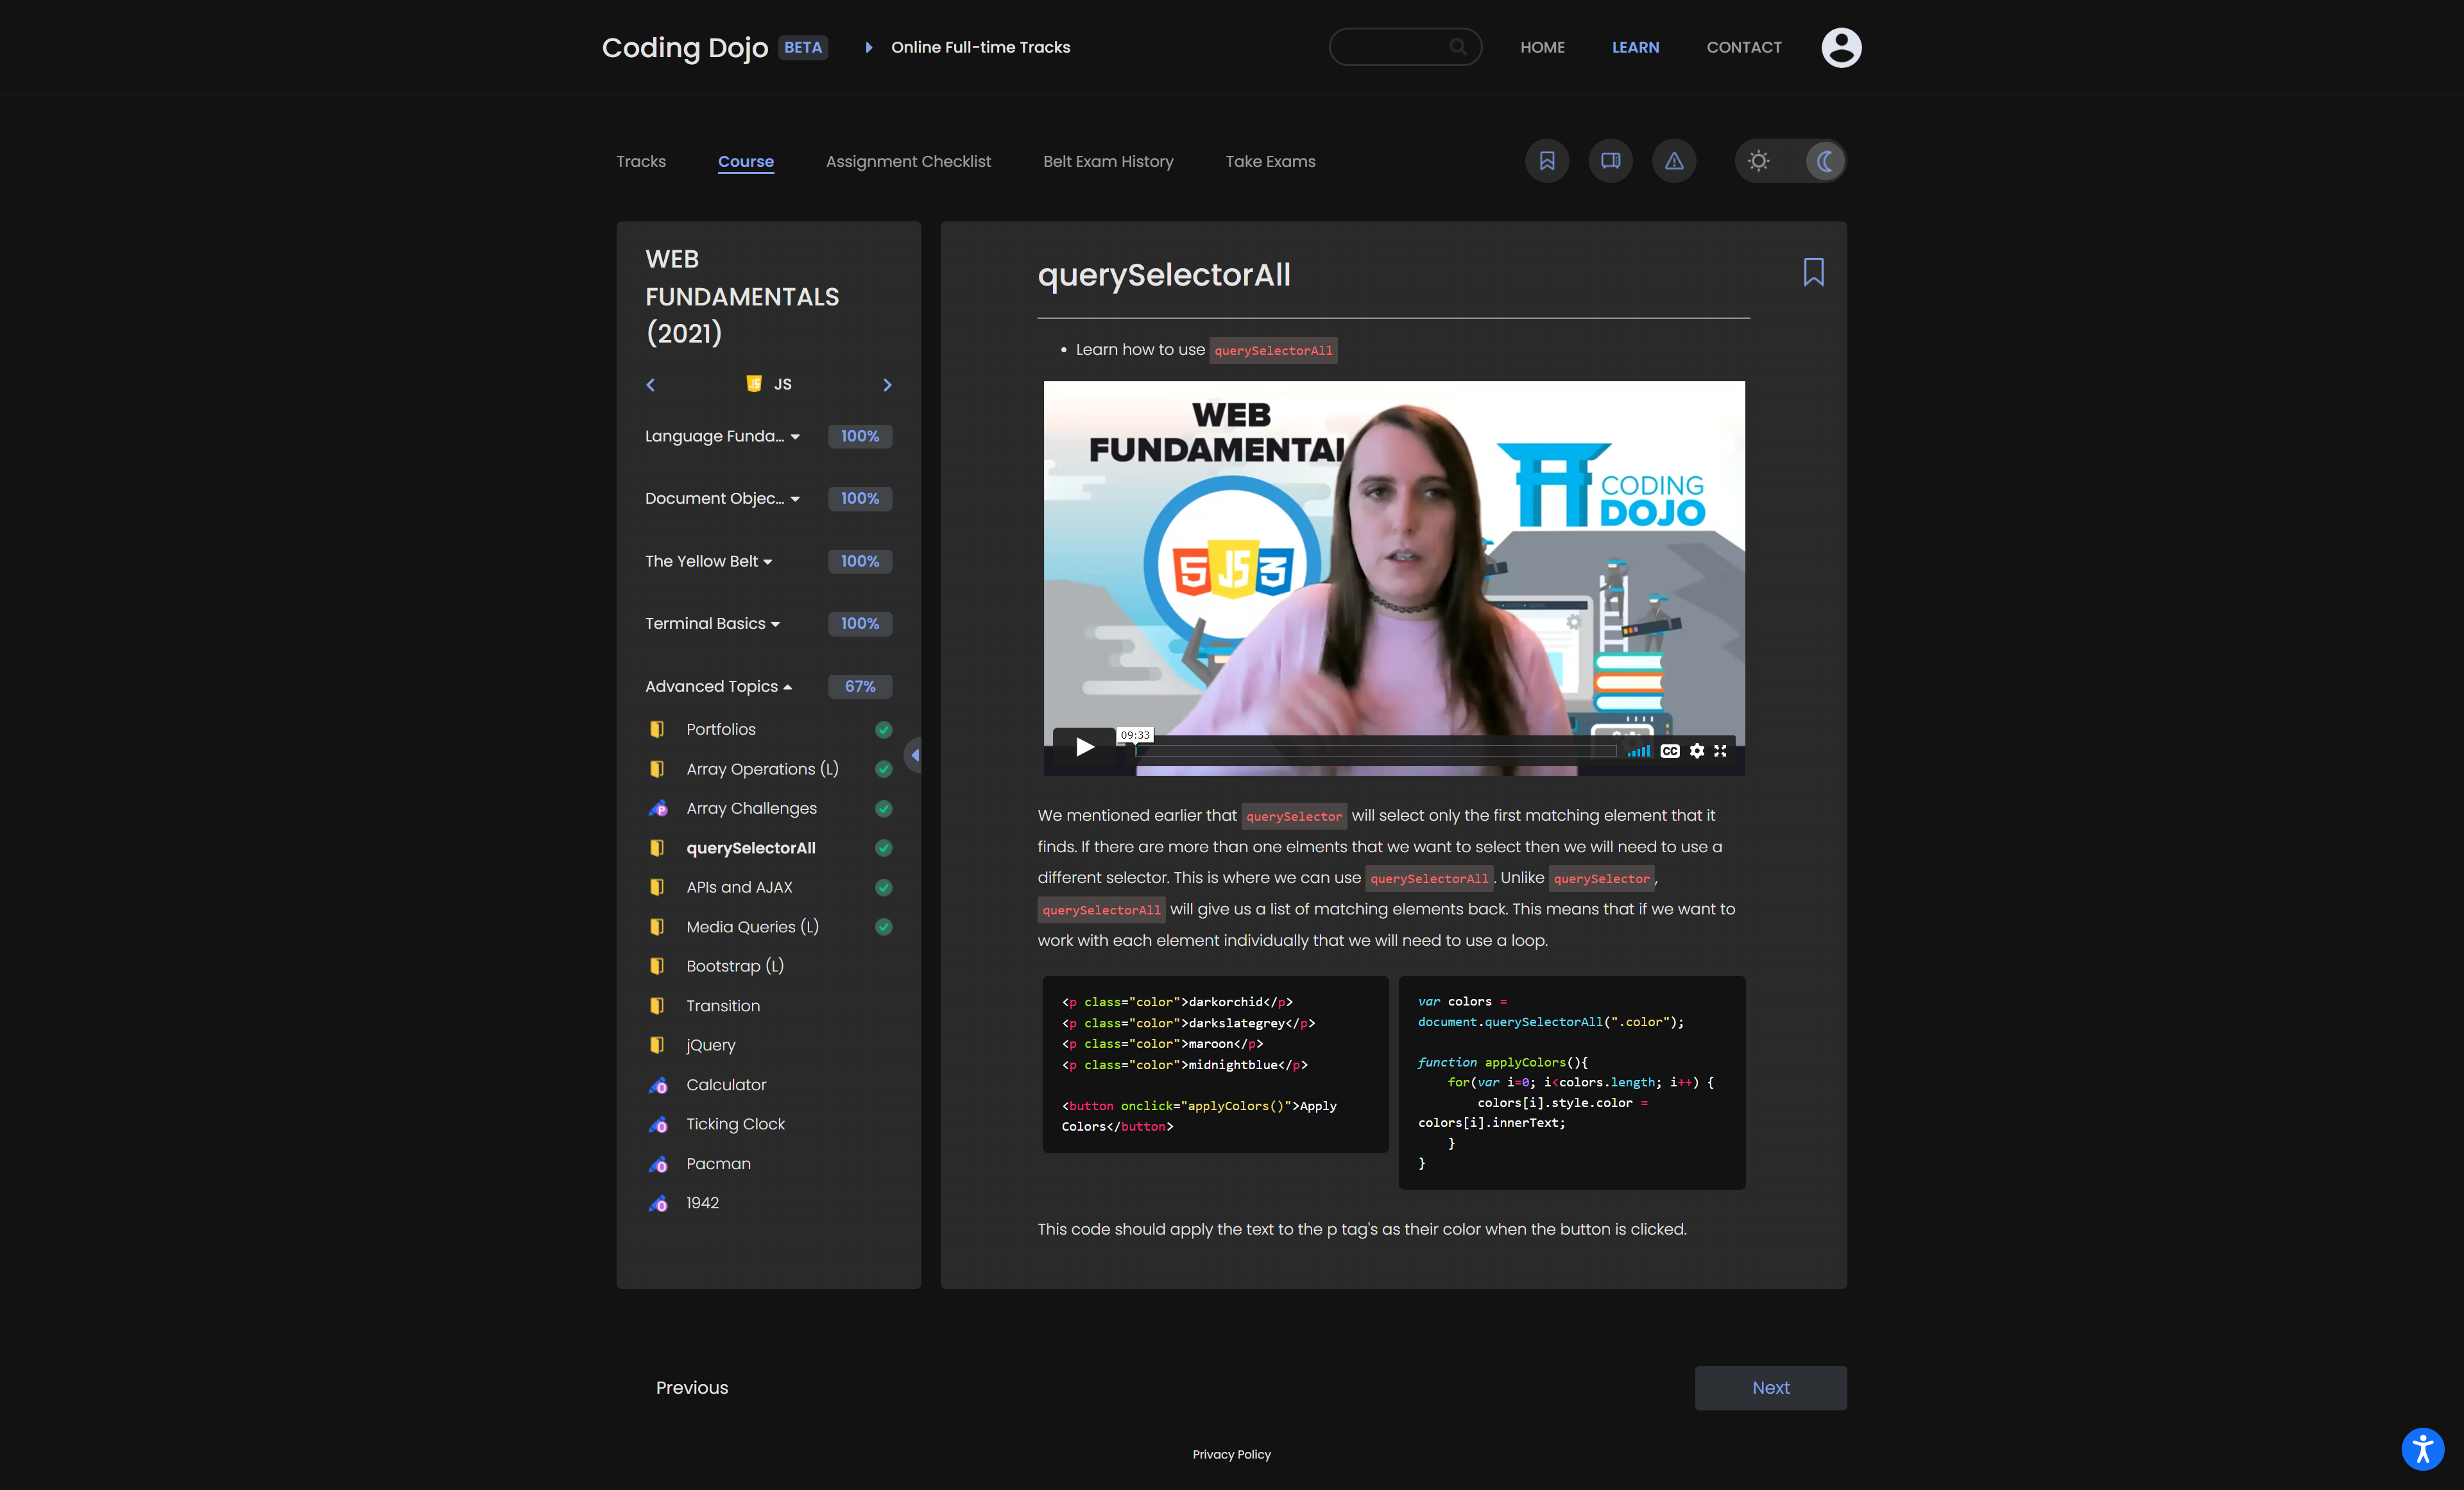 Coding Dojo BETA Online Full-time Tracks HOME LEARN CONTACT
Tracks Course Assignment Checklist Belt Exam History Take Exams
WEB
FUNDAMENTALS
(2021)
JS
Language Funda... 100%
Document Objec... 100%
The Yellow Belt 100%
Terminal Basics 100%
Advanced Topics 67%
Portfolios
Array Operations (L)
Array Challenges
querySelectorAll
APIs and AJAX
Media Queries (L)
Bootstrap (L)
Transition
jQuery
Calculator
Ticking Clock
Pacman
1942
querySelectorAll
Learn how to use querySelectorAll
WEB
FUNDAMENTAL
5 JS 3
CODING
DOJO
09:33
CC
We mentioned earlier that querySelector will select only the first matching element that it
finds. If there are more than one elments that we want to select then we will need to use a
different selector. This is where we can use querySelectorAll. Unlike querySelector,
querySelectorAll will give us a list of matching elements back. This means that if we want to
work with each element individually that we will need to use a loop.
<p class="color">darkorchid</p>
<p class="color">darkslategrey</p>
<p class="color">maroon</p>
<p class="color">midnightblue</p>
<button onclick="applyColors()">Apply
Colors</button>
var colors =
document.querySelectorAll(".color");
function applyColors(){
for(var i=0; i<colors.length; i++) {
colors[i].style.color =
colors[i].innerText;
}
}
This code should apply the text to the p tag's as their color when the button is clicked.
Previous Next
Privacy Policy